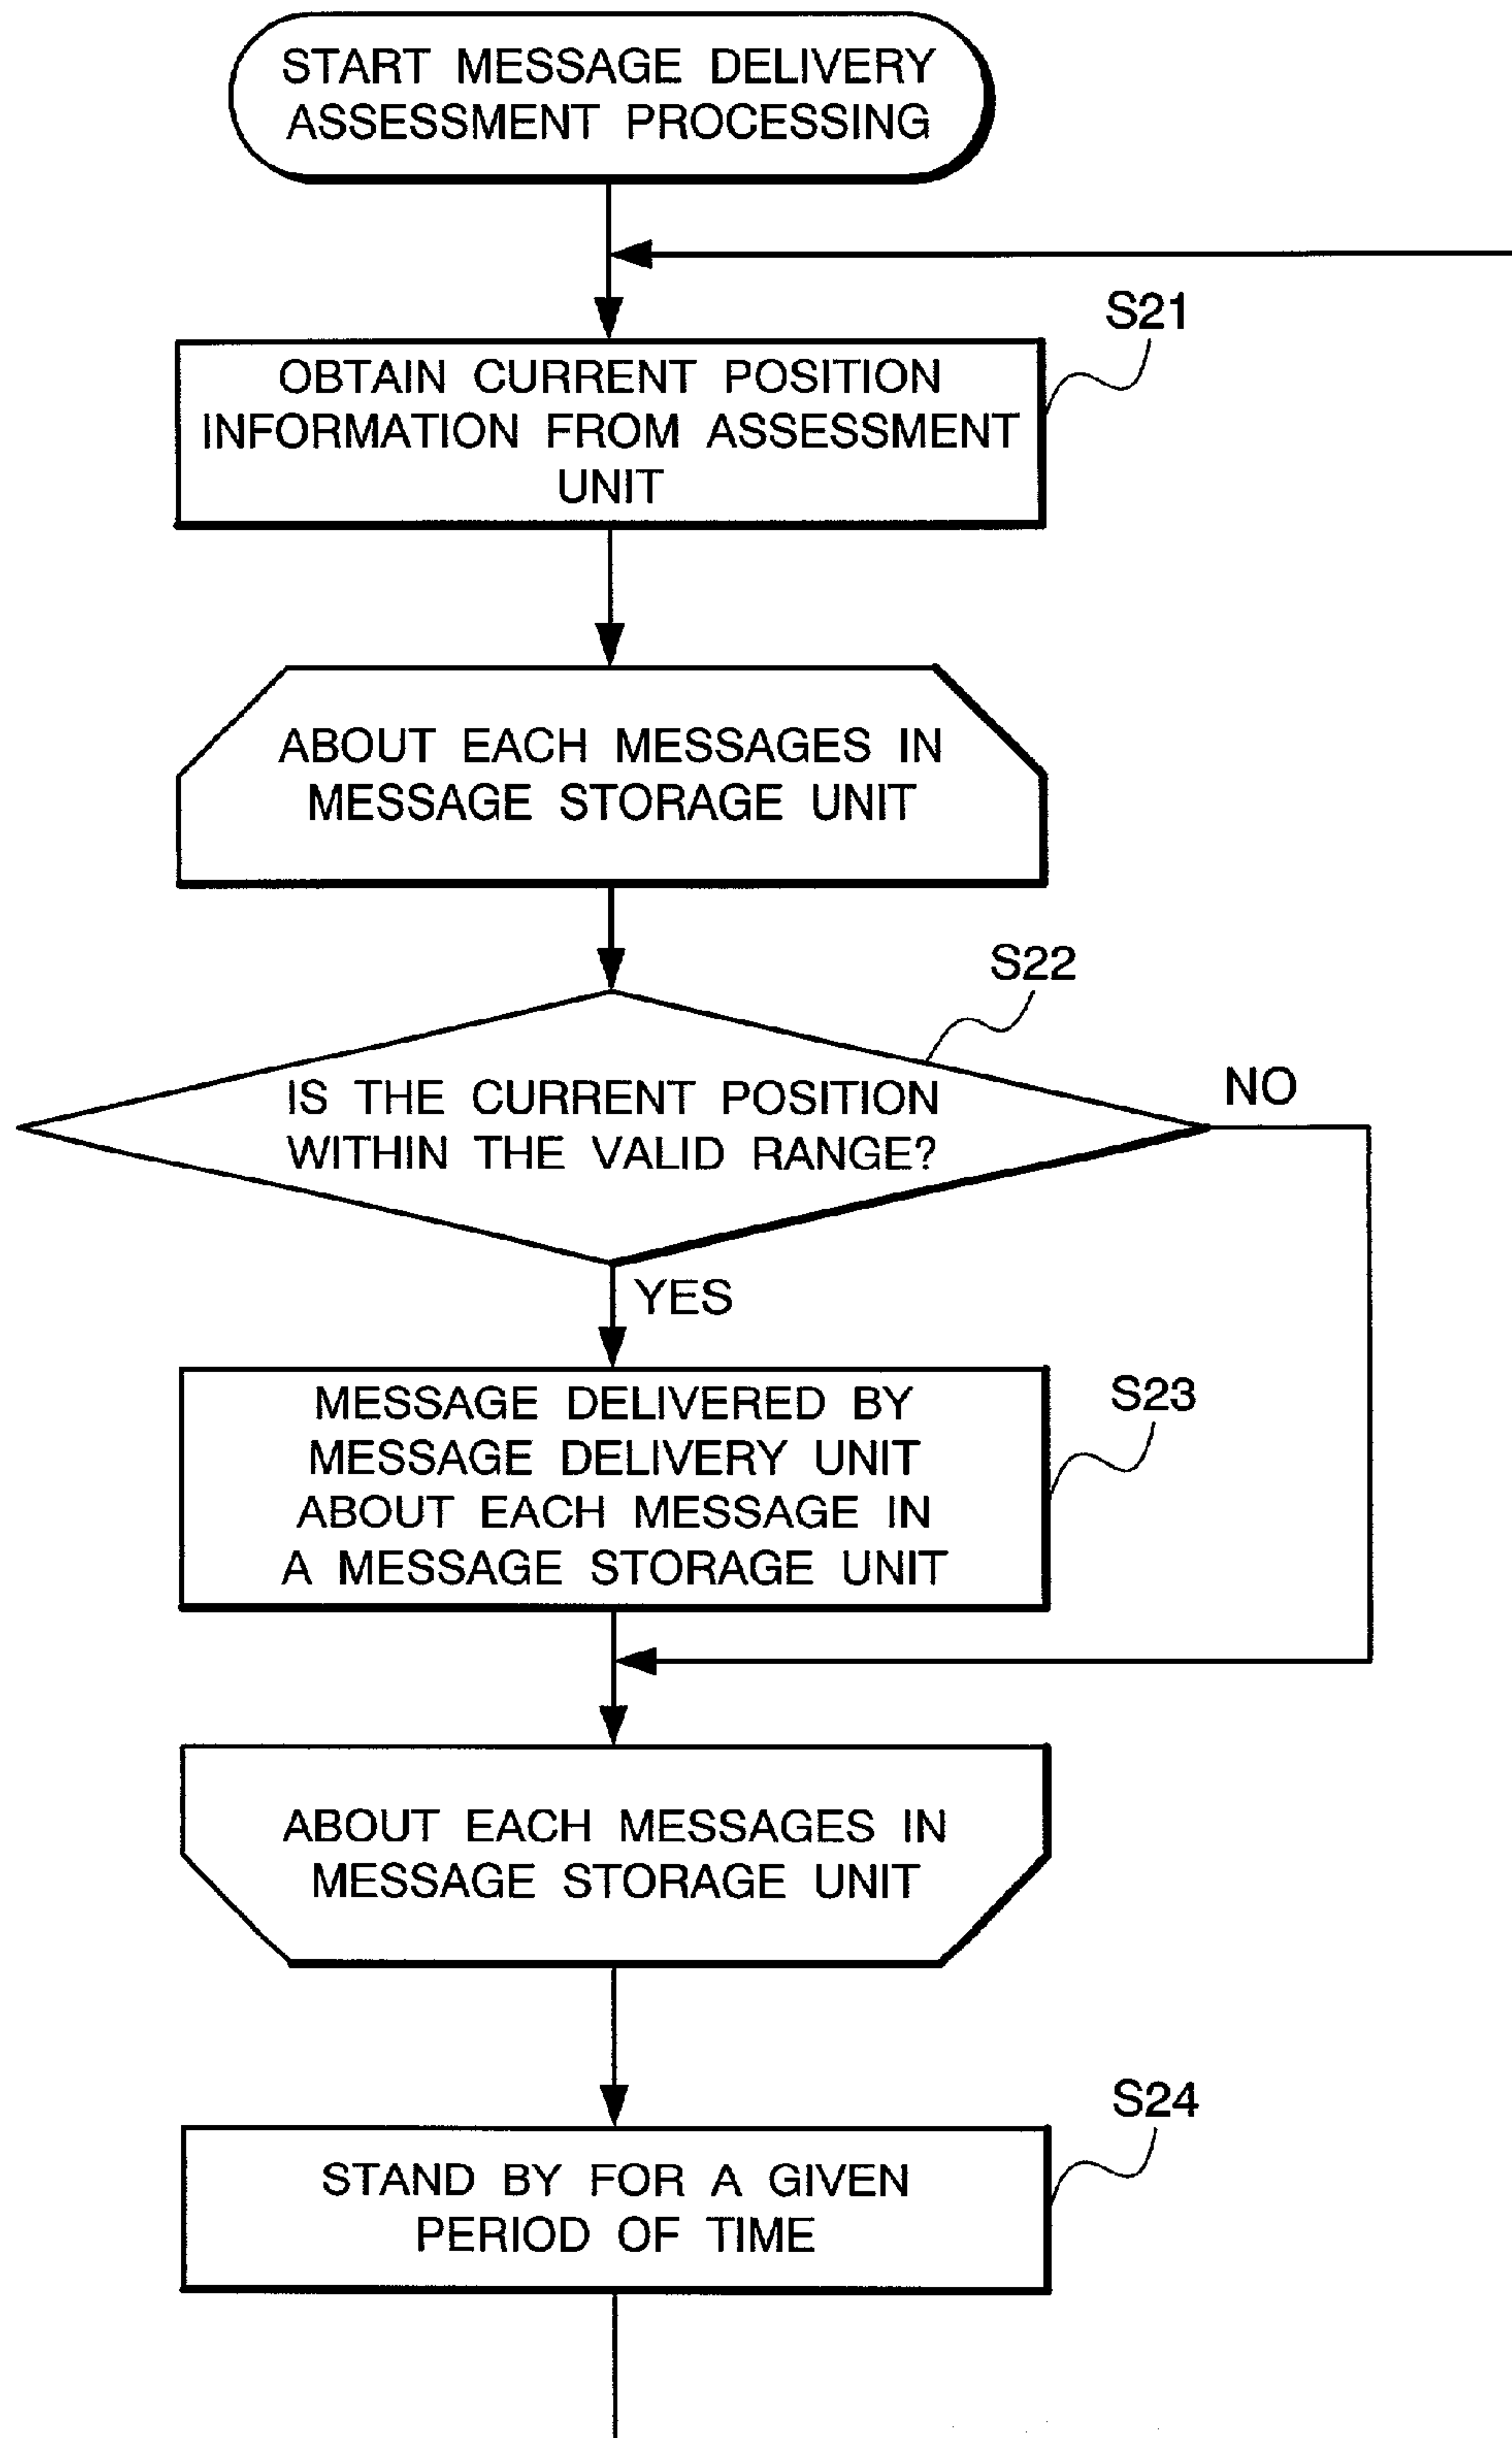 START MESSAGE DELIVERY
ASSESSMENT PROCESSING
S21
OBTAIN CURRENT POSITION
INFORMATION FROM ASSESSMENT
UNIT
ABOUT EACH MESSAGES IN
MESSAGE STORAGE UNIT
S22
IS THE CURRENT POSITION
WITHIN THE VALID RANGE?
NO
YES
S23
MESSAGE DELIVERED BY
MESSAGE DELIVERY UNIT
ABOUT EACH MESSAGE IN
A MESSAGE STORAGE UNIT
ABOUT EACH MESSAGES IN
MESSAGE STORAGE UNIT
S24
STAND BY FOR A GIVEN
PERIOD OF TIME